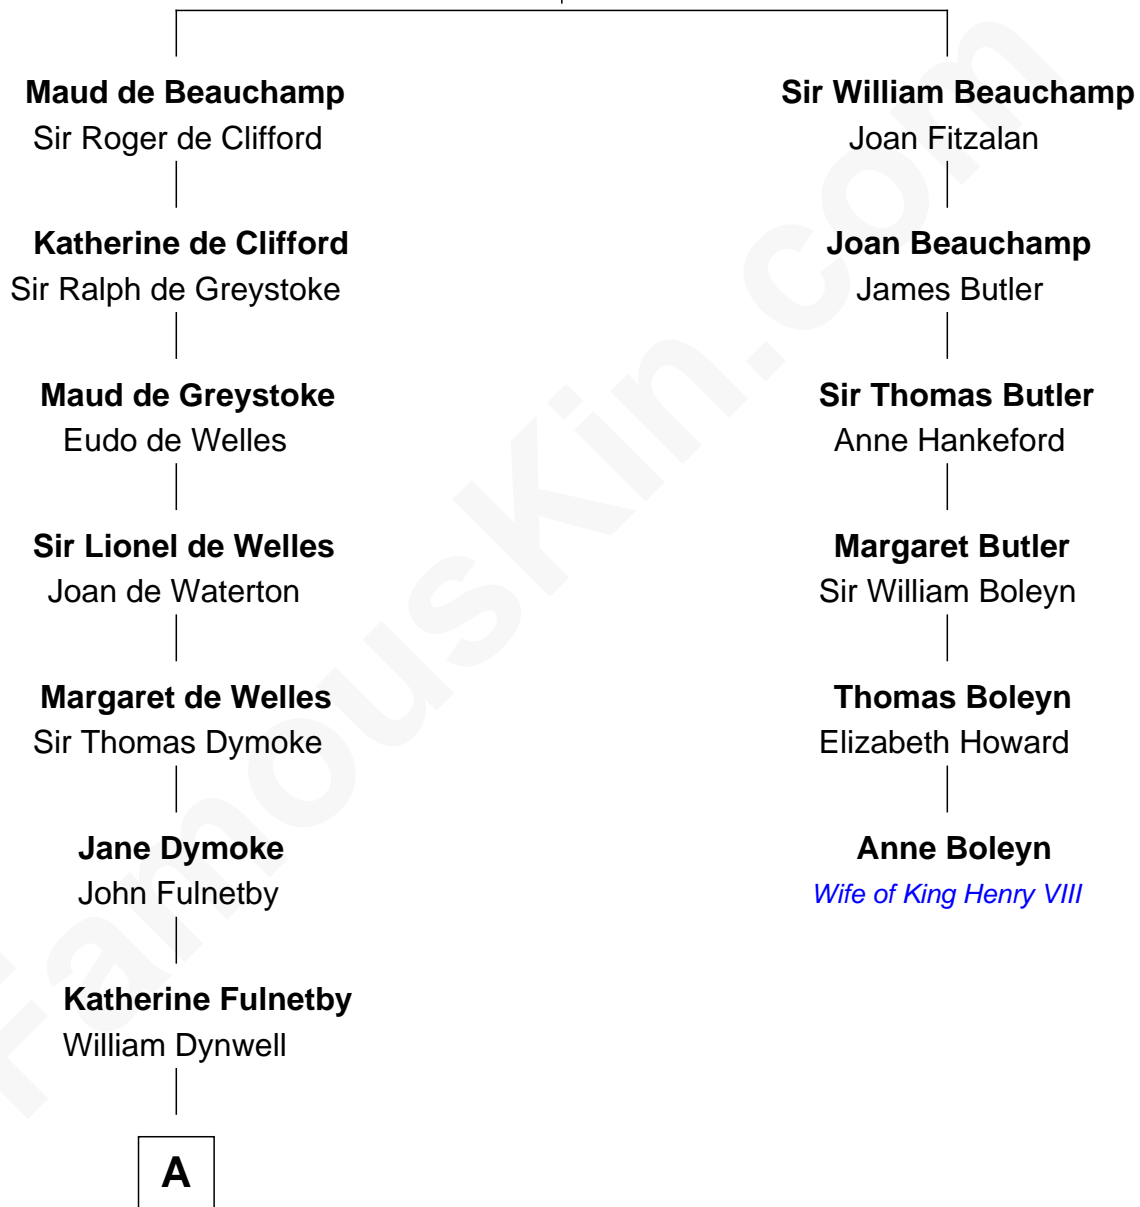 Maud de Beauchamp
Sir Roger de Clifford
Katherine de Clifford
Sir Ralph de Greystoke
Maud de Greystoke
Eudo de Welles
Sir Lionel de Welles
Joan de Waterton
Margaret de Welles
Sir Thomas Dymoke
Jane Dymoke
John Fulnetby
Katherine Fulnetby
William Dynwell
A
Sir William Beauchamp
Joan Fitzalan
Joan Beauchamp
James Butler
Sir Thomas Butler
Anne Hankeford
Margaret Butler
Sir William Boleyn
Thomas Boleyn
Elizabeth Howard
Anne Boleyn
Wife of King Henry VIII
FamousKin.com